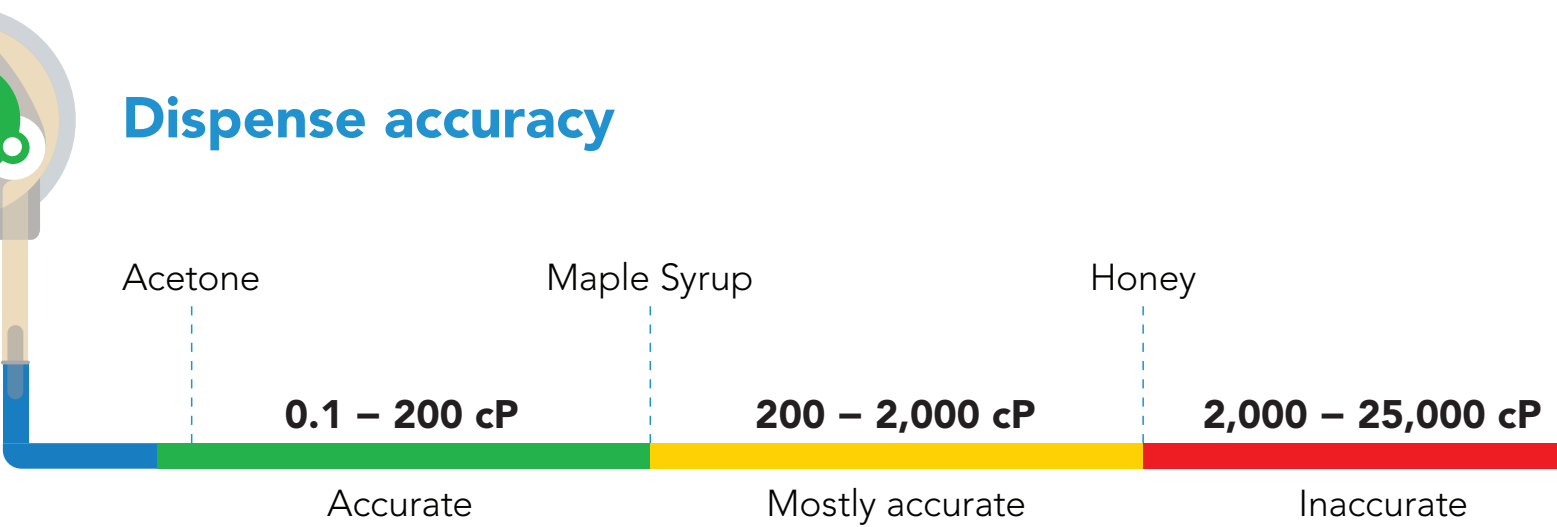 Dispense accuracy
Acetone Maple Syrup Honey
0.1 – 200 cP 200 – 2,000 cP 2,000 – 25,000 cP
Accurate Mostly accurate Inaccurate